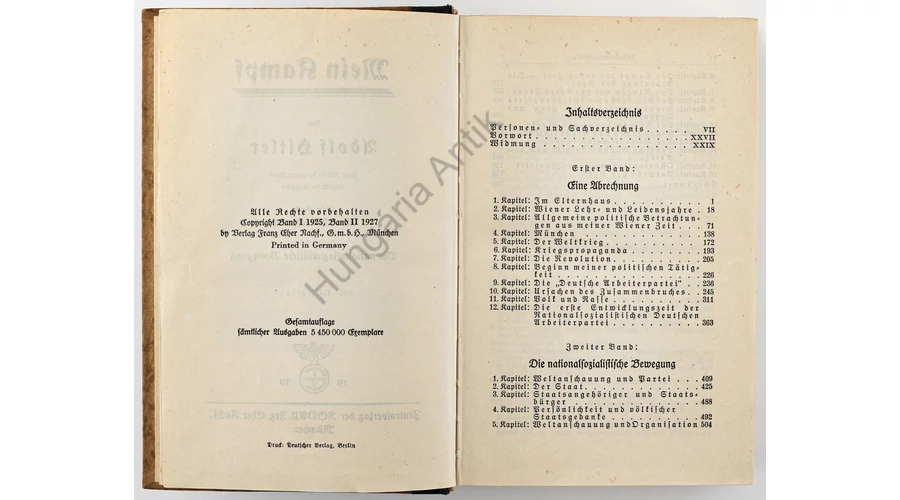 Mein Kampf
Adolf Hitler
Alle Rechte vorbehalten
Copyright Band I 1925, Band II 1927
by Verlag Franz Eher Nachf., G.m.b.H., München
Printed in Germany
Gesamtauflage
sämtlicher Ausgaben 5 450 000 Exemplare
19 39
München
Druck: Deutscher Verlag, Berlin
Hungária Antik
Inhaltsverzeichnis
Personen- und Sachverzeichnis . . . . . VII
Vorwort . . . . . . . . . . . . . . XXVII
Widmung . . . . . . . . . . . . . . XXIX
Erster Band:
Eine Abrechnung
1. Kapitel: Im Elternhaus . . . . . . . . . 1
2. Kapitel: Wiener Lehr- und Leidensjahre . 18
3. Kapitel: Allgemeine politische Betrachtun-
gen aus meiner Wiener Zeit . . 71
4. Kapitel: München . . . . . . . . . . 138
5. Kapitel: Der Weltkrieg . . . . . . . . 172
6. Kapitel: Kriegspropaganda . . . . . . 193
7. Kapitel: Die Revolution . . . . . . . . 205
8. Kapitel: Beginn meiner politischen Tätig-
keit . . . . . . . . . . . . 226
9. Kapitel: Die „Deutsche Arbeiterpartei“ . . 236
10. Kapitel: Ursachen des Zusammenbruches . . 245
11. Kapitel: Volk und Rasse . . . . . . . . 311
12. Kapitel: Die erste Entwicklungszeit der
Nationalsozialistischen Deutschen
Arbeiterpartei . . . . . . . . 363
Zweiter Band:
Die nationalsozialistische Bewegung
1. Kapitel: Weltanschauung und Partei . . . 409
2. Kapitel: Der Staat . . . . . . . . . . 425
3. Kapitel: Staatsangehöriger und Staats-
bürger . . . . . . . . . . . 488
4. Kapitel: Persönlichkeit und völkischer
Staatsgedanke . . . . . . . . 492
5. Kapitel: Weltanschauung und Organisation 504